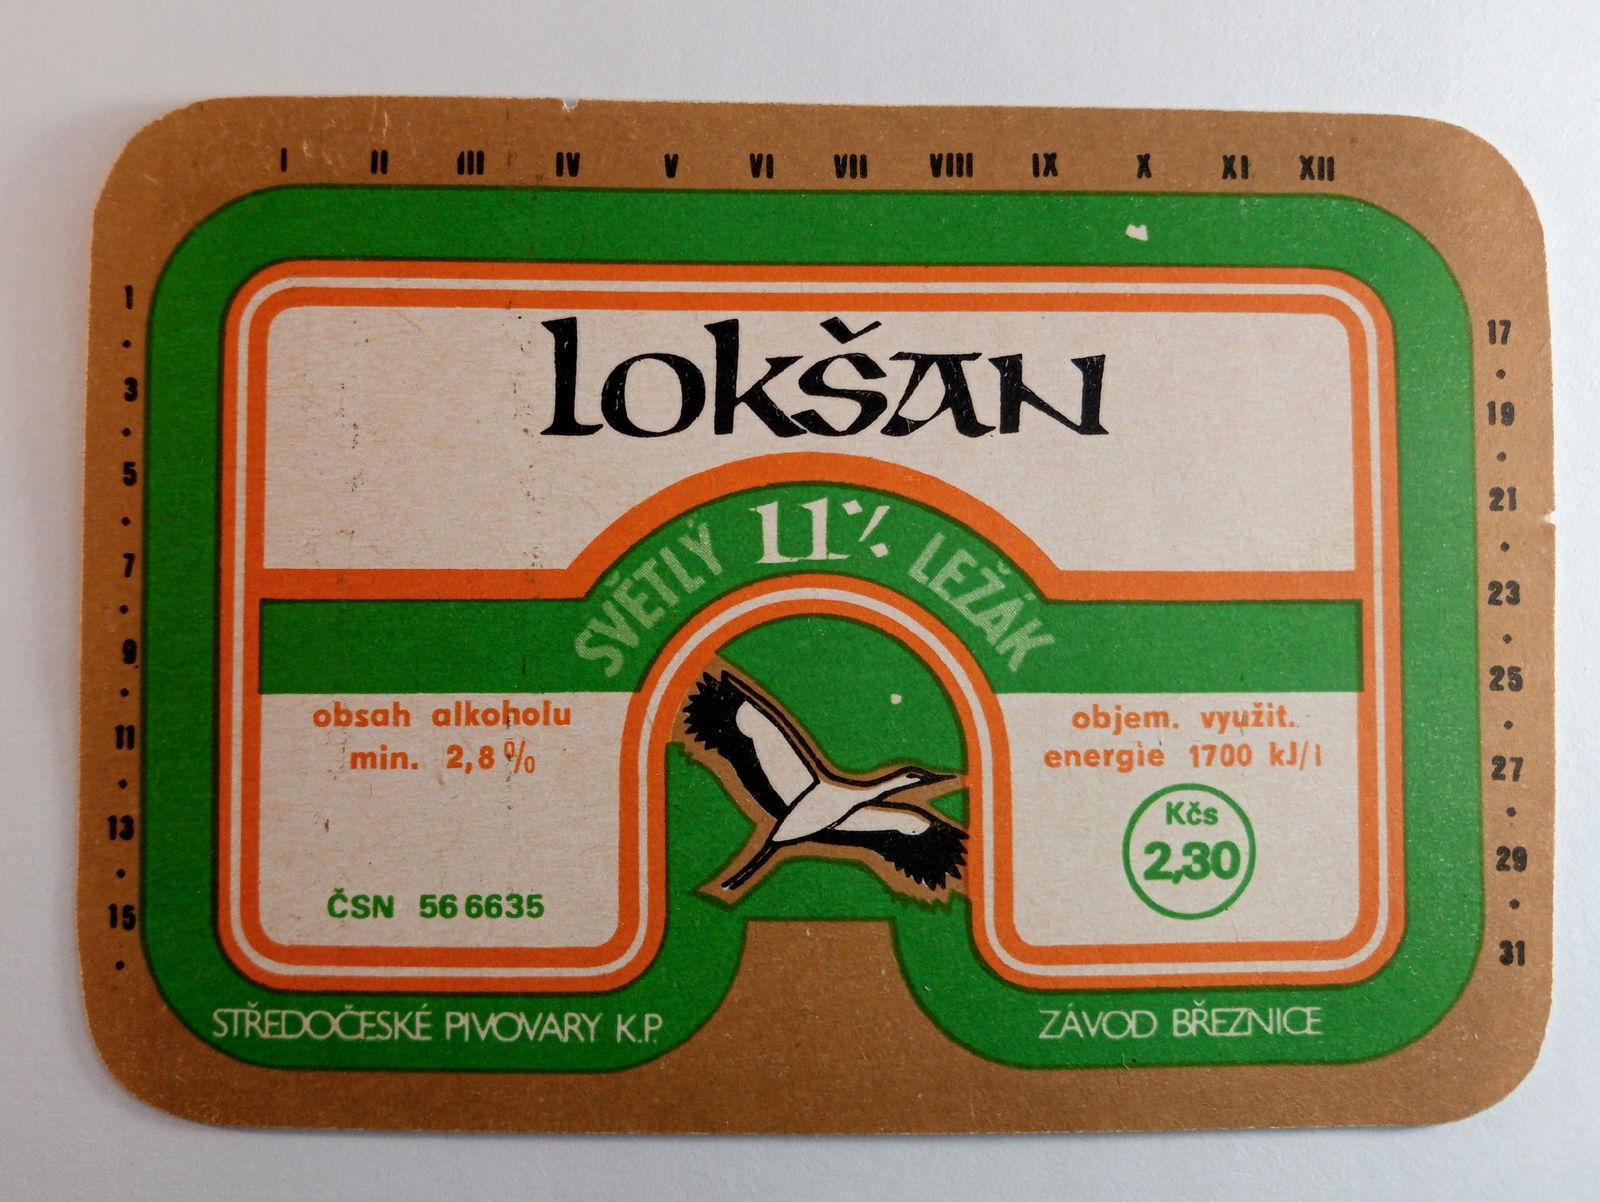 I II III IV V VI VII VIII IX X XI XII
1
•
3
•
5
•
7
•
9
•
11
•
13
•
15
•
lokšan
SVĚTLÝ 11% LEŽÁK
obsah alkoholu
min. 2,8%
ČSN 56 6635
objem. využit.
energie 1700 kJ/l
Kčs
2,30
17
•
19
•
21
•
23
•
25
•
27
•
29
•
31
STŘEDOČESKÉ PIVOVARY K.P.
ZÁVOD BŘEZNICE